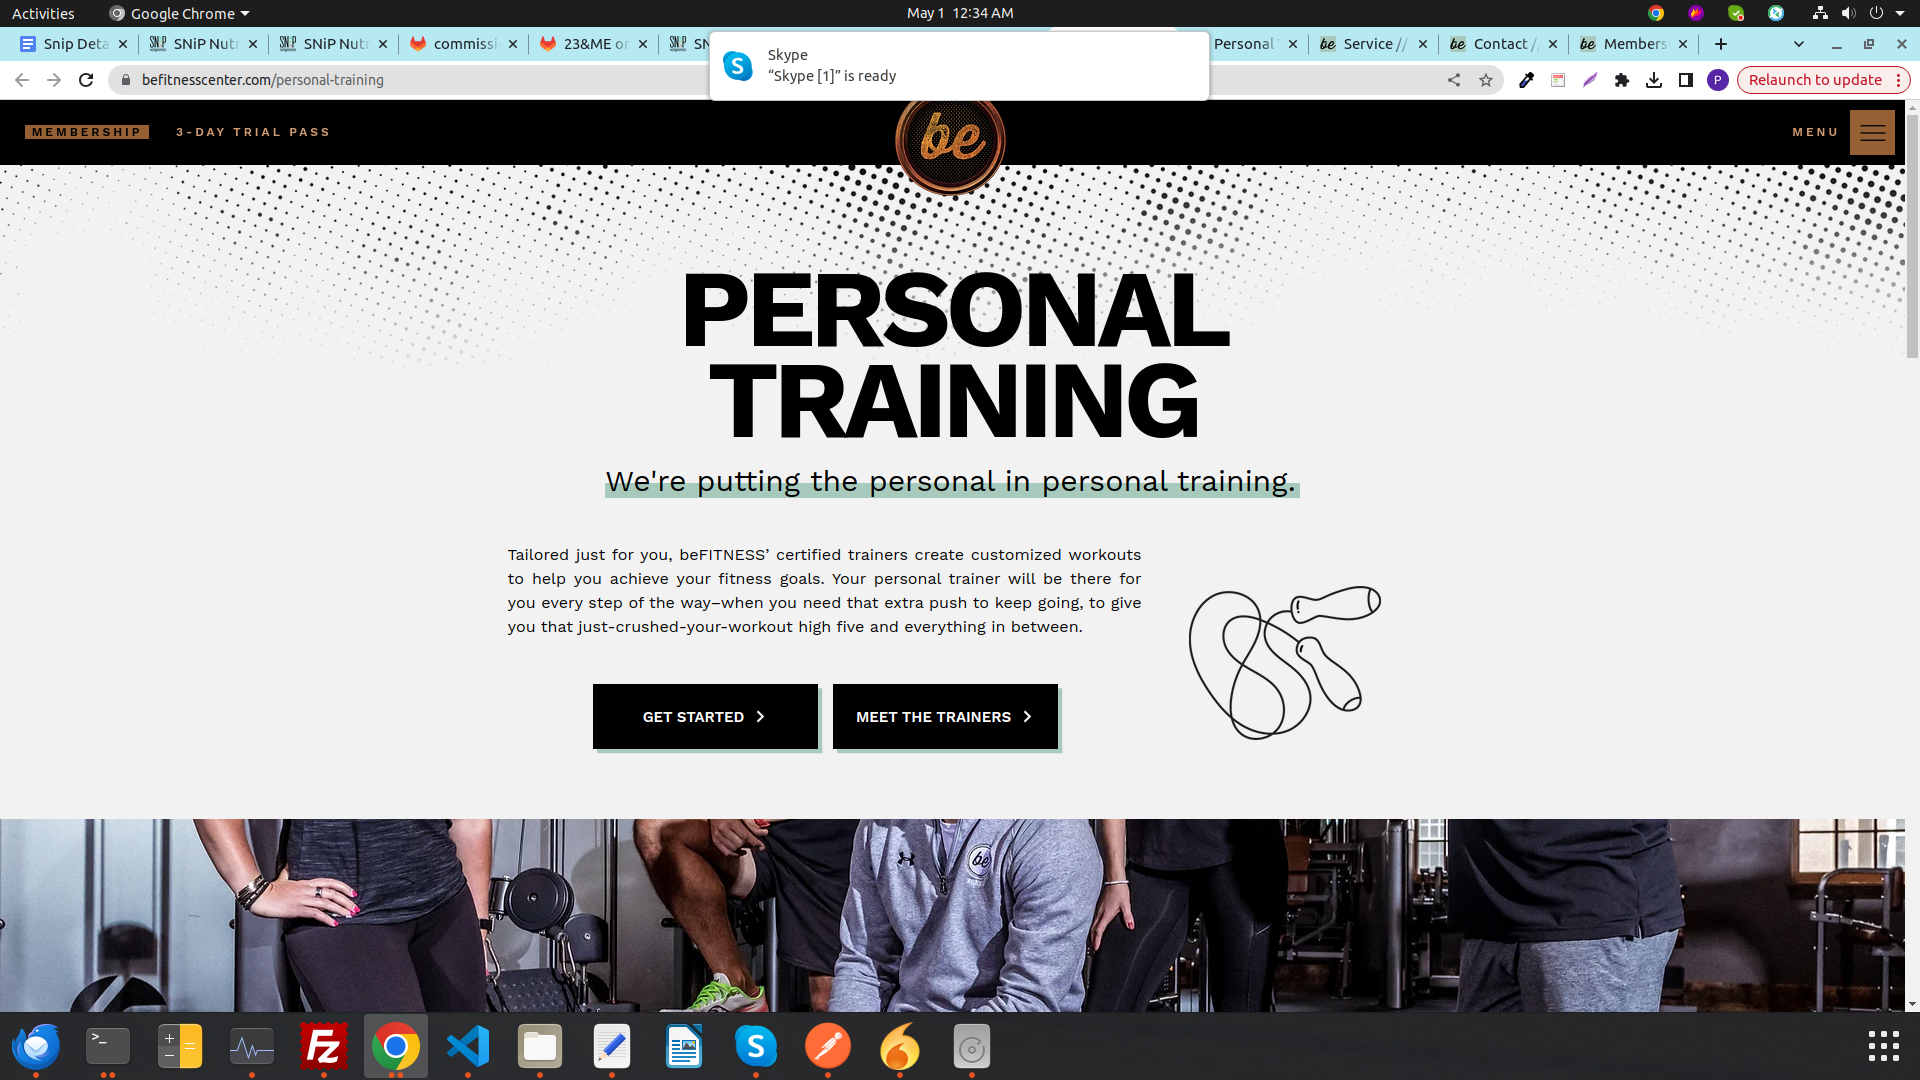 Activities
Google Chrome
May 1 12:34 AM
Snip Deta
SNiP Nutr
SNiP Nutr
commissi
23&ME or
SN
Personal
Service //
Contact //
Members
Skype
“Skype [1]” is ready
befitnesscenter.com/personal-training
P
Relaunch to update
MEMBERSHIP
3-DAY TRIAL PASS
be
MENU
PERSONAL
TRAINING
We're putting the personal in personal training.
Tailored just for you, beFITNESS’ certified trainers create customized workouts
to help you achieve your fitness goals. Your personal trainer will be there for
you every step of the way–when you need that extra push to keep going, to give
you that just-crushed-your-workout high five and everything in between.
GET STARTED
MEET THE TRAINERS
be